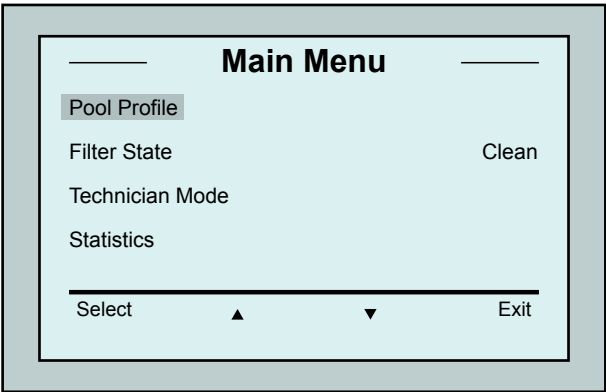 Main Menu
Pool Profile
Filter State Clean
Technician Mode
Statistics
Select ▲ ▼ Exit